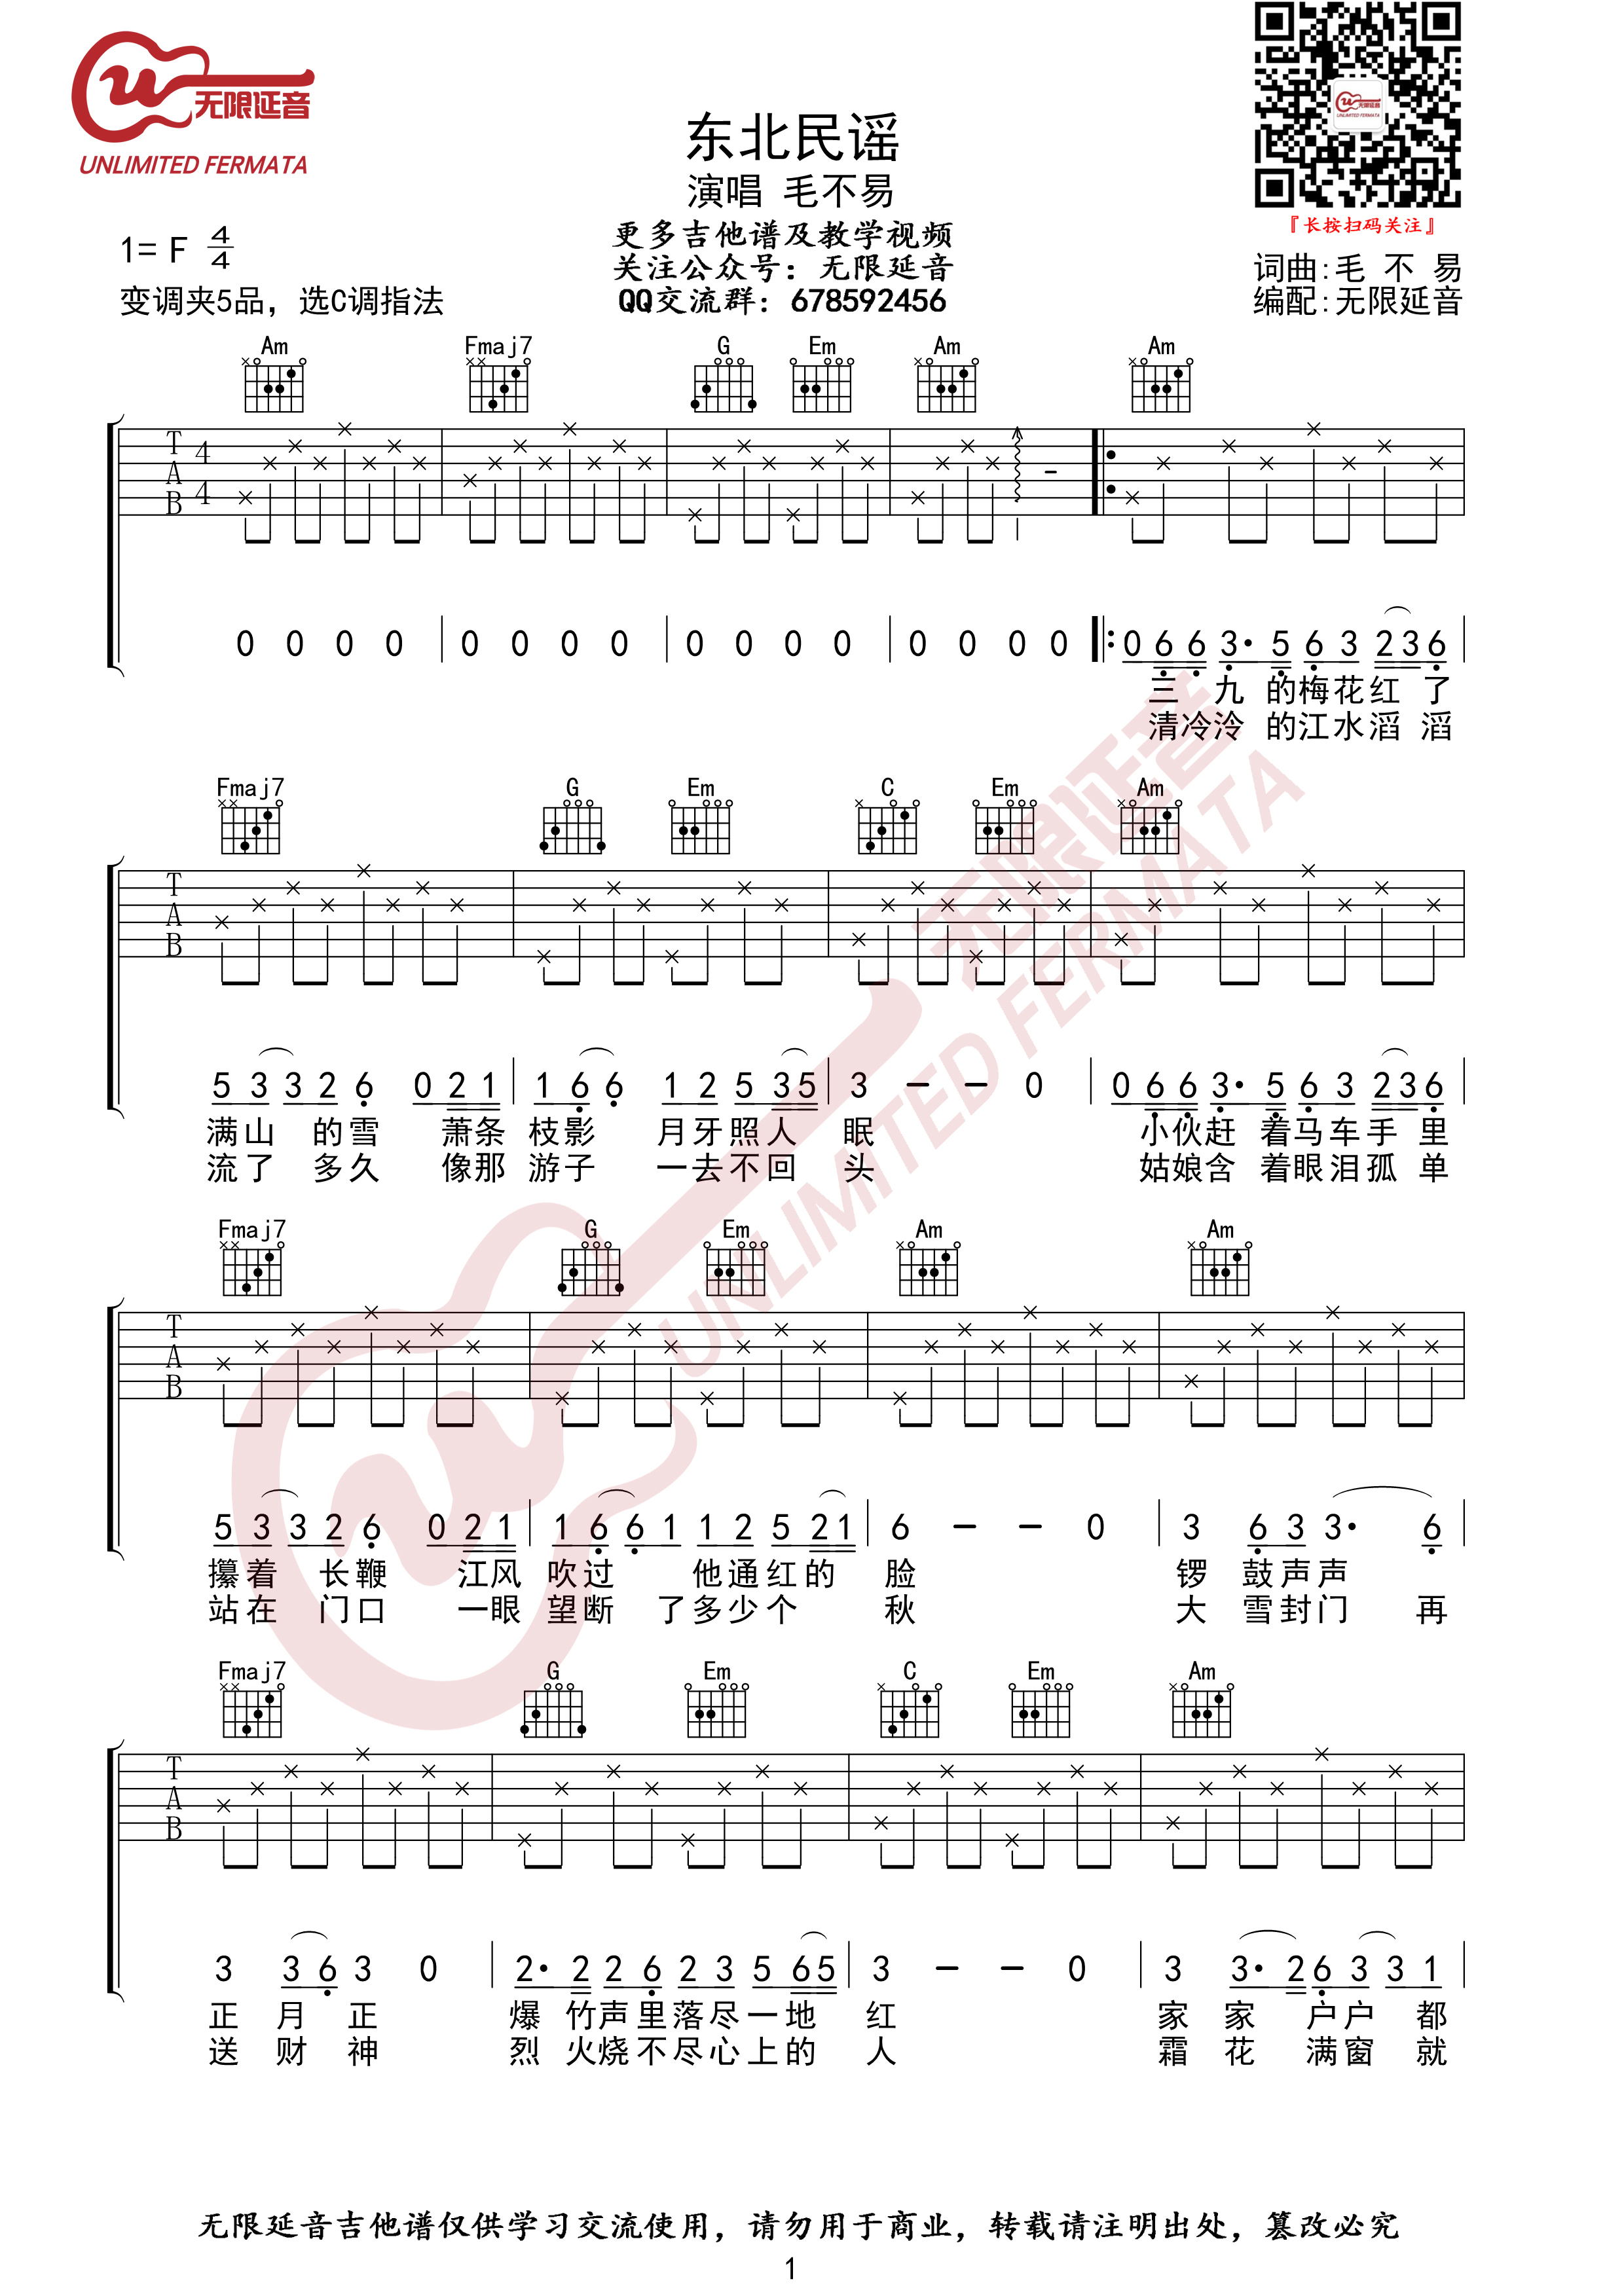 无限延音
UNLIMITED FERMATA
东北民谣
演唱 毛不易
更多吉他谱及教学视频
关注公众号：无限延音
QQ交流群：678592456
无限延音
UNLIMITED FERMATA
『长按扫码关注』
1= F 4/4
变调夹5品，选C调指法
词曲:毛 不 易
编配:无限延音
Am Fmaj7 G Em Am Am
T A B 4 4
0 0 0 0 | 0 0 0 0 | 0 0 0 0 | 0 0 0 0 |: 0 6 6 3· 5 6 3 2 3 6 |
三 九 的梅花红 了
清冷泠 的江水滔 滔
Fmaj7 G Em C Em Am
T A B
5 3 3 2 6 0 2 1 | 1 6 6 1 2 5 3 5 | 3 - - 0 | 0 6 6 3· 5 6 3 2 3 6 |
满山 的雪 萧条 枝影 月牙照人 眠 小伙赶 着马车手 里
流了 多久 像那 游子 一去不回 头 姑娘含 着眼泪孤 单
无限延音
UNLIMITED FERMATA
Fmaj7 G Em Am Am
T A B
5 3 3 2 6 0 2 1 | 1 6 6 1 1 2 5 2 1 | 6 - - 0 | 3 6 3 3· 6 |
攥着 长鞭 江风 吹过 他通红的 脸 锣 鼓声声
站在 门口 一眼 望断 了多少个 秋 大 雪封门 再
Fmaj7 G Em C Em Am
T A B
3 3 6 3 0 | 2· 2 2 6 2 3 5 6 5 | 3 - - 0 | 3 3· 2 6 3 3 1 |
正 月 正 爆 竹声里落尽一地 红 家 家 户户 都
送 财 神 烈 火烧不尽心上的 人 霜 花 满窗 就
无限延音吉他谱仅供学习交流使用，请勿用于商业，转载请注明出处，篡改必究
1